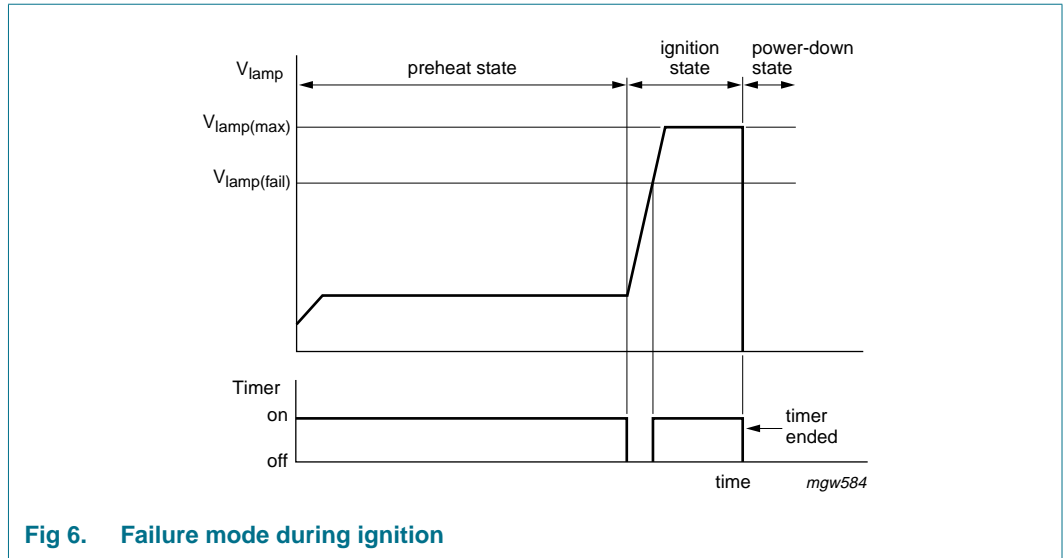 V_lamp
preheat state
ignition
state
power-down
state
V_lamp(max)
V_lamp(fail)
Timer
on
off
timer
ended
time
mgw584
Fig 6. Failure mode during ignition